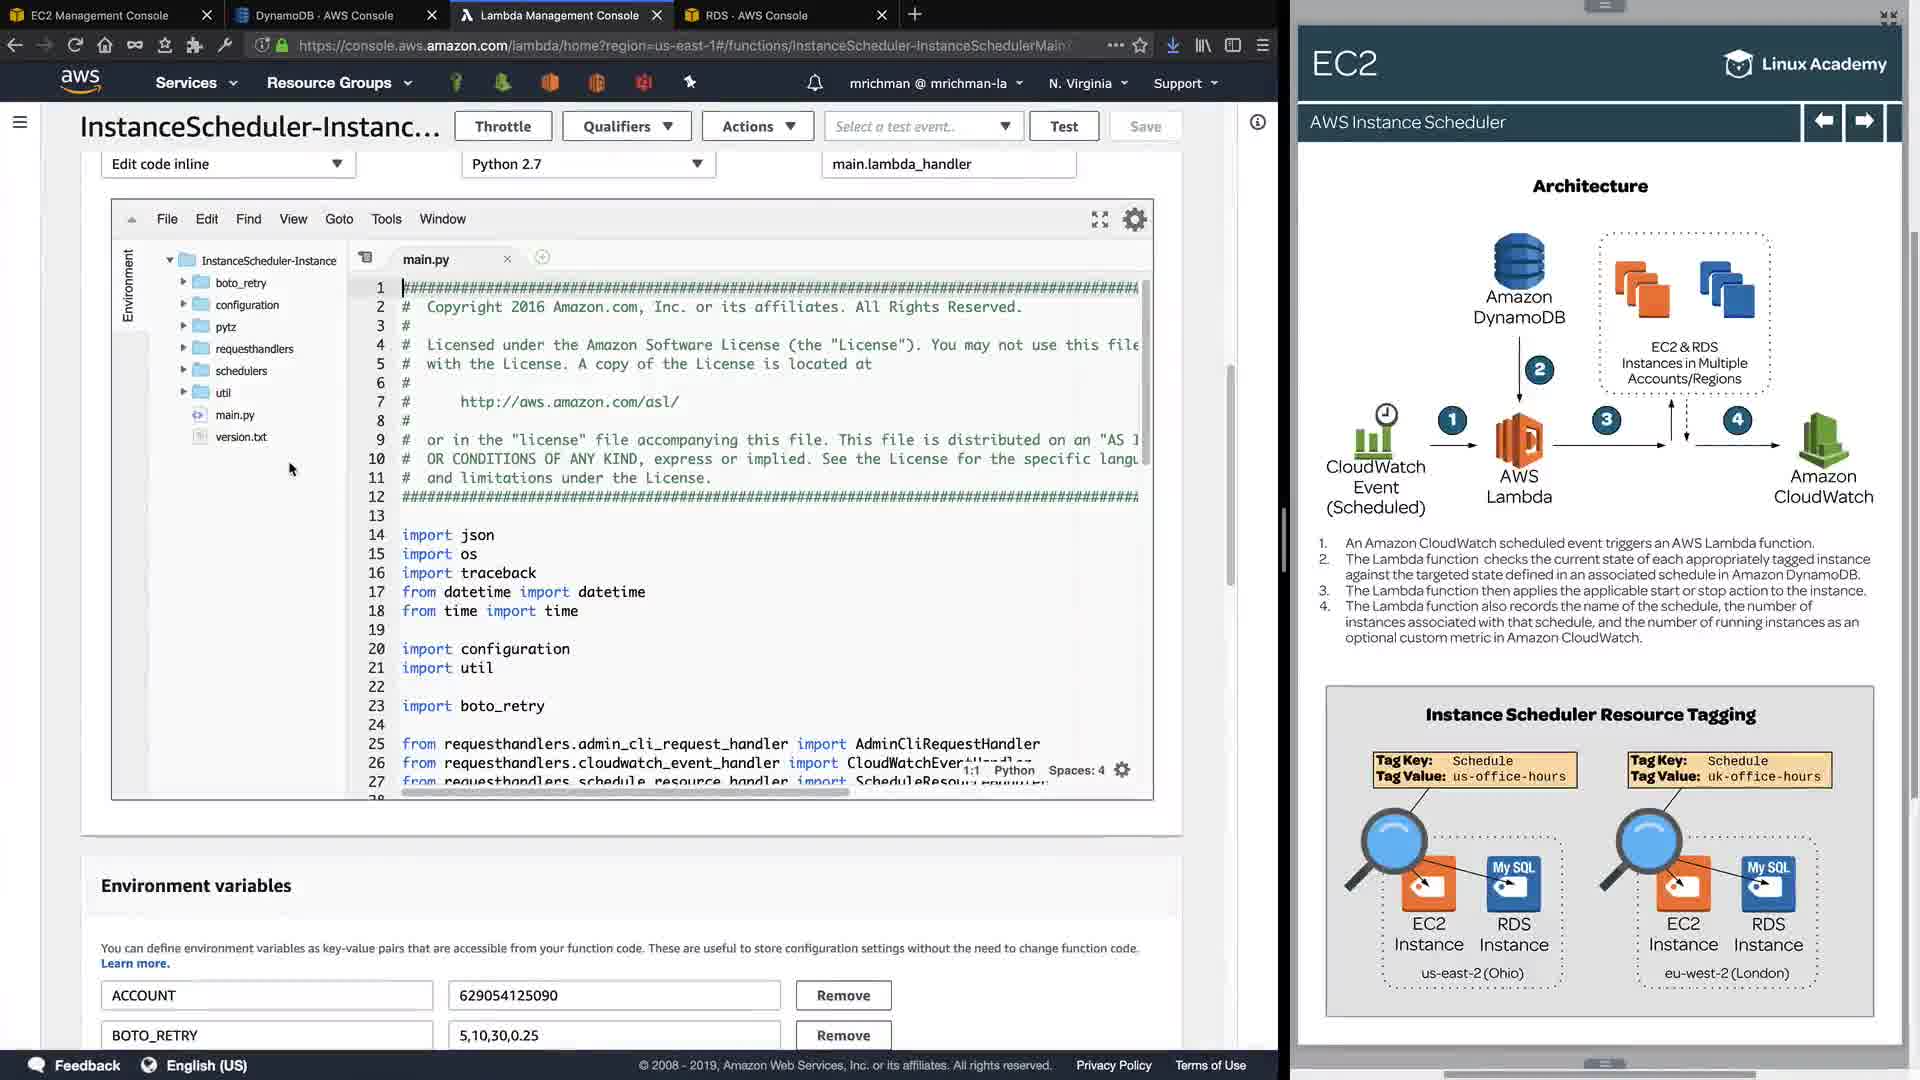 EC2 Management Console
DynamoDB · AWS Console
Lambda Management Console
RDS · AWS Console
https://console.aws.amazon.com/lambda/home?region=us-east-1#/functions/InstanceScheduler-InstanceSchedulerMain?
aws
Services
Resource Groups
mrichman @ mrichman-la
N. Virginia
Support
InstanceScheduler-Instanc...
Throttle
Qualifiers
Actions
Select a test event..
Test
Save
Edit code inline
Python 2.7
main.lambda_handler
File Edit Find View Goto Tools Window
Environment
InstanceScheduler-Instance
boto_retry
configuration
pytz
requesthandlers
schedulers
util
main.py
version.txt
main.py
1 ####
2 # Copyright 2016 Amazon.com, Inc. or its affiliates. All Rights Reserved.
3 #
4 # Licensed under the Amazon Software License (the "License"). You may not use this file
5 # with the License. A copy of the License is located at
6 #
7 # http://aws.amazon.com/asl/
8 #
9 # or in the "license" file accompanying this file. This file is distributed on an "AS I
10 # OR CONDITIONS OF ANY KIND, express or implied. See the License for the specific langu
11 # and limitations under the License.
12 ####
13
14 import json
15 import os
16 import traceback
17 from datetime import datetime
18 from time import time
19
20 import configuration
21 import util
22
23 import boto_retry
24
25 from requesthandlers.admin_cli_request_handler import AdminCliRequestHandler
26 from requesthandlers.cloudwatch_event_handler import CloudWatchEventHandler
27 from requesthandlers.schedule_resource_handler import ScheduleResourceHandler
28
1:1 Python Spaces: 4
Environment variables
You can define environment variables as key-value pairs that are accessible from your function code. These are useful to store configuration settings without the need to change function code.
Learn more.
ACCOUNT
629054125090
Remove
BOTO_RETRY
5,10,30,0.25
Remove
Feedback
English (US)
© 2008 - 2019, Amazon Web Services, Inc. or its affiliates. All rights reserved.
Privacy Policy
Terms of Use
EC2
Linux Academy
AWS Instance Scheduler
Architecture
Amazon
DynamoDB
EC2 & RDS
Instances in Multiple
Accounts/Regions
1
2
3
4
CloudWatch
Event
(Scheduled)
AWS
Lambda
Amazon
CloudWatch
1. An Amazon CloudWatch scheduled event triggers an AWS Lambda function.
2. The Lambda function checks the current state of each appropriately tagged instance
against the targeted state defined in an associated schedule in Amazon DynamoDB.
3. The Lambda function then applies the applicable start or stop action to the instance.
4. The Lambda function also records the name of the schedule, the number of
instances associated with that schedule, and the number of running instances as an
optional custom metric in Amazon CloudWatch.
Instance Scheduler Resource Tagging
Tag Key: Schedule
Tag Value: us-office-hours
Tag Key: Schedule
Tag Value: uk-office-hours
My SQL
My SQL
EC2
Instance
RDS
Instance
EC2
Instance
RDS
Instance
us-east-2 (Ohio)
eu-west-2 (London)